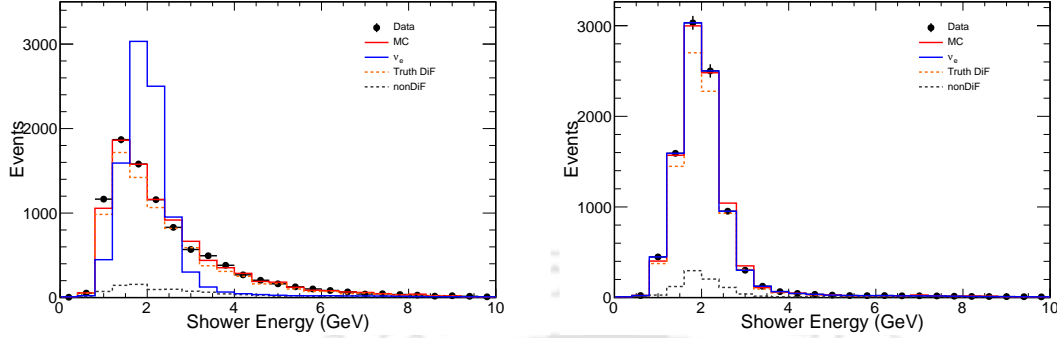 Events
3000
2000
1000
0
Data
MC
νe
Truth DiF
nonDiF
0 2 4 6 8 10
Shower Energy (GeV)
Events
3000
2000
1000
0
Data
MC
νe
Truth DiF
nonDiF
0 2 4 6 8 10
Shower Energy (GeV)